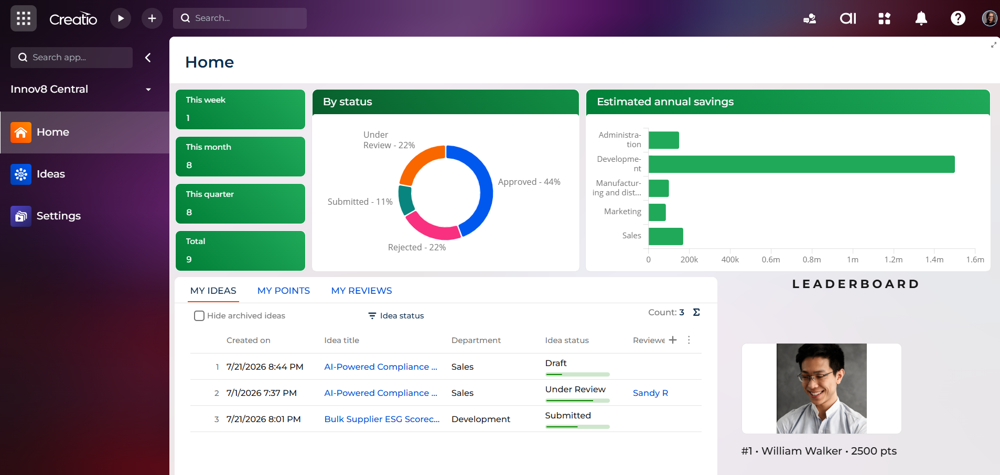 Creatio
Search...
aI
Search app...
Innov8 Central
Home
Ideas
Settings
Home
This week
1
This month
8
This quarter
8
Total
9
By status
Under
Review - 22%
Approved - 44%
Submitted - 11%
Rejected - 22%
Estimated annual savings
Administra-
tion
Developme-
nt
Manufactur-
ing and dist...
Marketing
Sales
0 200k 400k 0.6m 0.8m 1m 1.2m 1.4m 1.6m
MY IDEAS MY POINTS MY REVIEWS
Hide archived ideas Idea status Count: 3 Σ
Created on Idea title Department Idea status Reviewe
1 7/21/2026 8:44 PM AI-Powered Compliance ... Sales Draft
2 7/1/2026 7:37 PM AI-Powered Compliance ... Sales Under Review Sandy R
3 7/21/2026 8:01 PM Bulk Supplier ESG Scorec... Development Submitted
LEADERBOARD
#1 • William Walker • 2500 pts